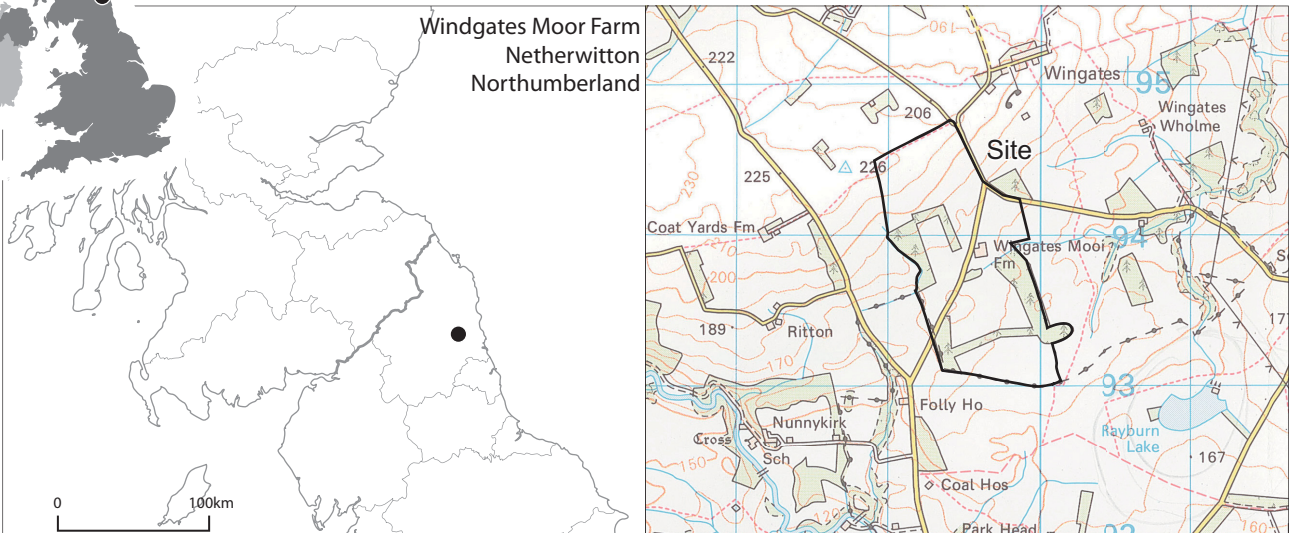 Windgates Moor Farm
Netherwitton
Northumberland
0 100km
190
222
Wingates
95
206
Wingates
Wholme
Site
226
225
230
Coat Yards Fm
94
Wingates Moor
Fm
200
189
Ritton
170
93
Folly Ho
Nunnykirk
Cross
Sch
Rayburn
Lake
167
150
Coal Hos
120
Park Head
160